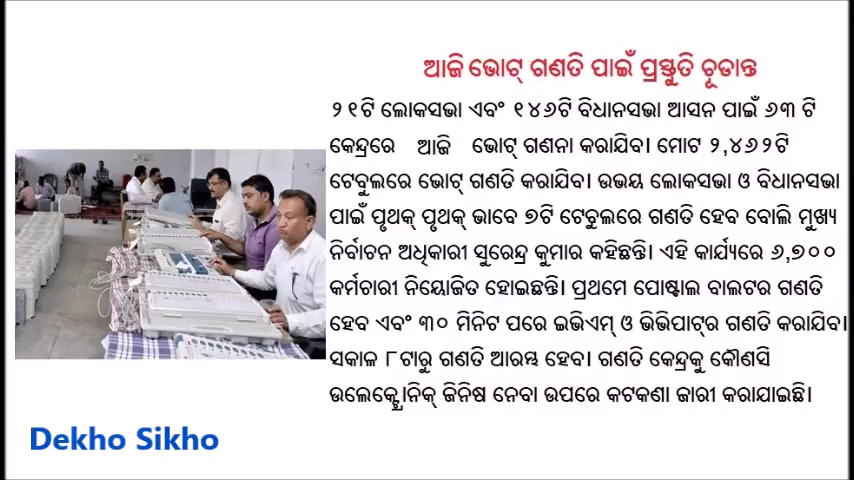 ଆଜି ଭୋଟ୍ ଗଣତି ପାଇଁ ପ୍ରସ୍ତୁତି ଚୂଡାନ୍ତ
୨୧ଟି ଲୋକସଭା ଏବଂ ୧୪୬ଟି ବିଧାନସଭା ଆସନ ପାଇଁ ୬୩ ଟି
କେନ୍ଦ୍ରରେ ଆଜି ଭୋଟ୍ ଗଣନା କରାଯିବ। ମୋଟ ୨,୪୬୨ଟି
ଟେବୁଲରେ ଭୋଟ୍ ଗଣତି କରାଯିବ। ଉଭୟ ଲୋକସଭା ଓ ବିଧାନସଭା
ପାଇଁ ପୃଥକ୍ ପୃଥକ୍ ଭାବେ ୭ଟି ଟେବୁଲରେ ଗଣତି ହେବ ବୋଲି ମୁଖ୍ୟ
ନିର୍ବାଚନ ଅଧିକାରୀ ସୁରେନ୍ଦ୍ର କୁମାର କହିଛନ୍ତି। ଏହି କାର୍ଯ୍ୟରେ ୬,୭୦୦
କର୍ମଚାରୀ ନିୟୋଜିତ ହୋଇଛନ୍ତି। ପ୍ରଥମେ ପୋଷ୍ଟାଲ ବାଲଟର ଗଣତି
ହେବ ଏବଂ ୩୦ ମିନିଟ ପରେ ଇଭିଏମ୍ ଓ ଭିଭିପାଟ୍‌ର ଗଣତି କରାଯିବ।
ସକାଳ ୮ଟାରୁ ଗଣତି ଆରମ୍ଭ ହେବ। ଗଣତି କେନ୍ଦ୍ରକୁ କୌଣସି
ଉଲେକ୍ଟ୍ରୋନିକ୍ ଜିନିଷ ନେବା ଉପରେ କଟକଣା ଜାରୀ କରାଯାଇଛି।
Dekho Sikho